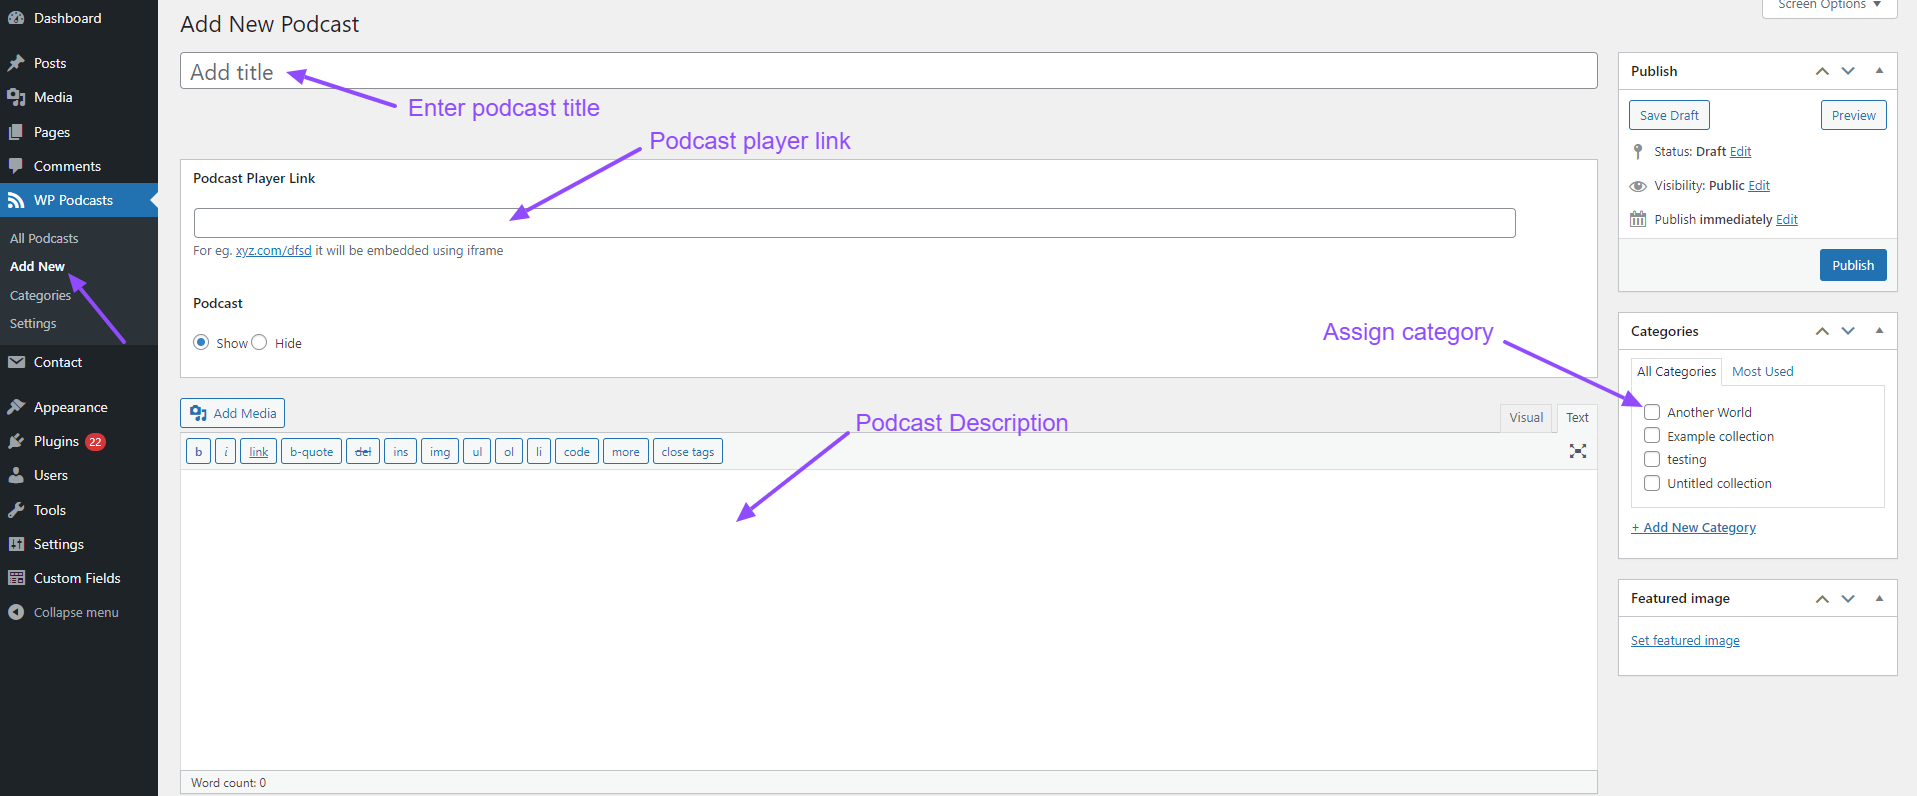 Dashboard
Posts
Media
Pages
Comments
WP Podcasts
All Podcasts
Add New
Categories
Settings
Contact
Appearance
Plugins 22
Users
Tools
Settings
Custom Fields
Collapse menu
Screen Options
Add New Podcast
Add title
Enter podcast title
Podcast player link
Podcast Player Link
For eg. xyz.com/dfsd it will be embedded using iframe
Podcast
Show Hide
Add Media
Podcast Description
Visual Text
b i link b-quote del ins img ul ol li code more close tags
Word count: 0
Publish
Save Draft Preview
Status: Draft Edit
Visibility: Public Edit
Publish immediately Edit
Publish
Assign category
Categories
All Categories Most Used
Another World
Example collection
testing
Untitled collection
+ Add New Category
Featured image
Set featured image